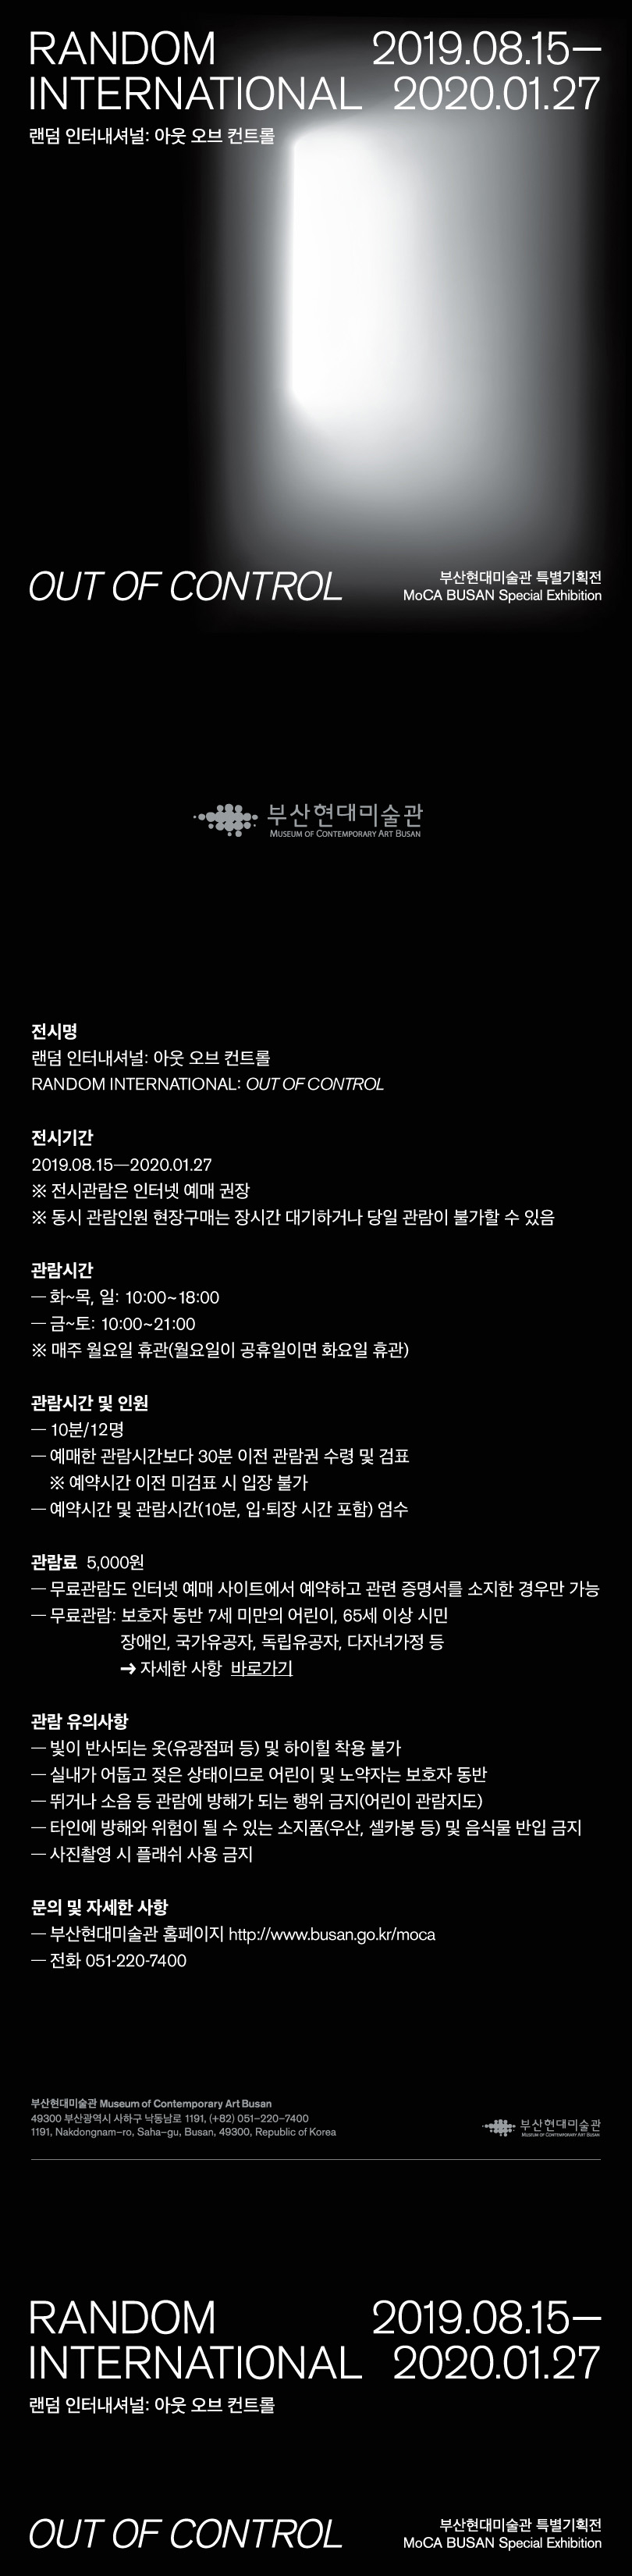 RANDOM 2019.08.15—
INTERNATIONAL 2020.01.27
랜덤 인터내셔널: 아웃 오브 컨트롤
OUT OF CONTROL
부산현대미술관 특별기획전
MoCA BUSAN Special Exhibition
부산현대미술관
MUSEUM OF CONTEMPORARY ART BUSAN
전시명
랜덤 인터내셔널: 아웃 오브 컨트롤
RANDOM INTERNATIONAL: OUT OF CONTROL
전시기간
2019.08.15—2020.01.27
※ 전시관람은 인터넷 예매 권장
※ 동시 관람인원 현장구매는 장시간 대기하거나 당일 관람이 불가할 수 있음
관람시간
— 화~목, 일: 10:00~18:00
— 금~토: 10:00~21:00
※ 매주 월요일 휴관(월요일이 공휴일이면 화요일 휴관)
관람시간 및 인원
— 10분/12명
— 예매한 관람시간보다 30분 이전 관람권 수령 및 검표
※ 예약시간 이전 미검표 시 입장 불가
— 예약시간 및 관람시간(10분, 입·퇴장 시간 포함) 엄수
관람료 5,000원
— 무료관람도 인터넷 예매 사이트에서 예약하고 관련 증명서를 소지한 경우만 가능
— 무료관람: 보호자 동반 7세 미만의 어린이, 65세 이상 시민
장애인, 국가유공자, 독립유공자, 다자녀가정 등
→ 자세한 사항 바로가기
관람 유의사항
— 빛이 반사되는 옷(유광점퍼 등) 및 하이힐 착용 불가
— 실내가 어둡고 젖은 상태이므로 어린이 및 노약자는 보호자 동반
— 뛰거나 소음 등 관람에 방해가 되는 행위 금지(어린이 관람지도)
— 타인에 방해와 위험이 될 수 있는 소지품(우산, 셀카봉 등) 및 음식물 반입 금지
— 사진촬영 시 플래쉬 사용 금지
문의 및 자세한 사항
— 부산현대미술관 홈페이지 http://www.busan.go.kr/moca
— 전화 051-220-7400
부산현대미술관 Museum of Contemporary Art Busan
49300 부산광역시 사하구 낙동남로 1191, (+82) 051–220–7400
1191, Nakdongnam–ro, Saha–gu, Busan, 49300, Republic of Korea
부산현대미술관
MUSEUM OF CONTEMPORARY ART BUSAN
RANDOM 2019.08.15—
INTERNATIONAL 2020.01.27
랜덤 인터내셔널: 아웃 오브 컨트롤
OUT OF CONTROL
부산현대미술관 특별기획전
MoCA BUSAN Special Exhibition